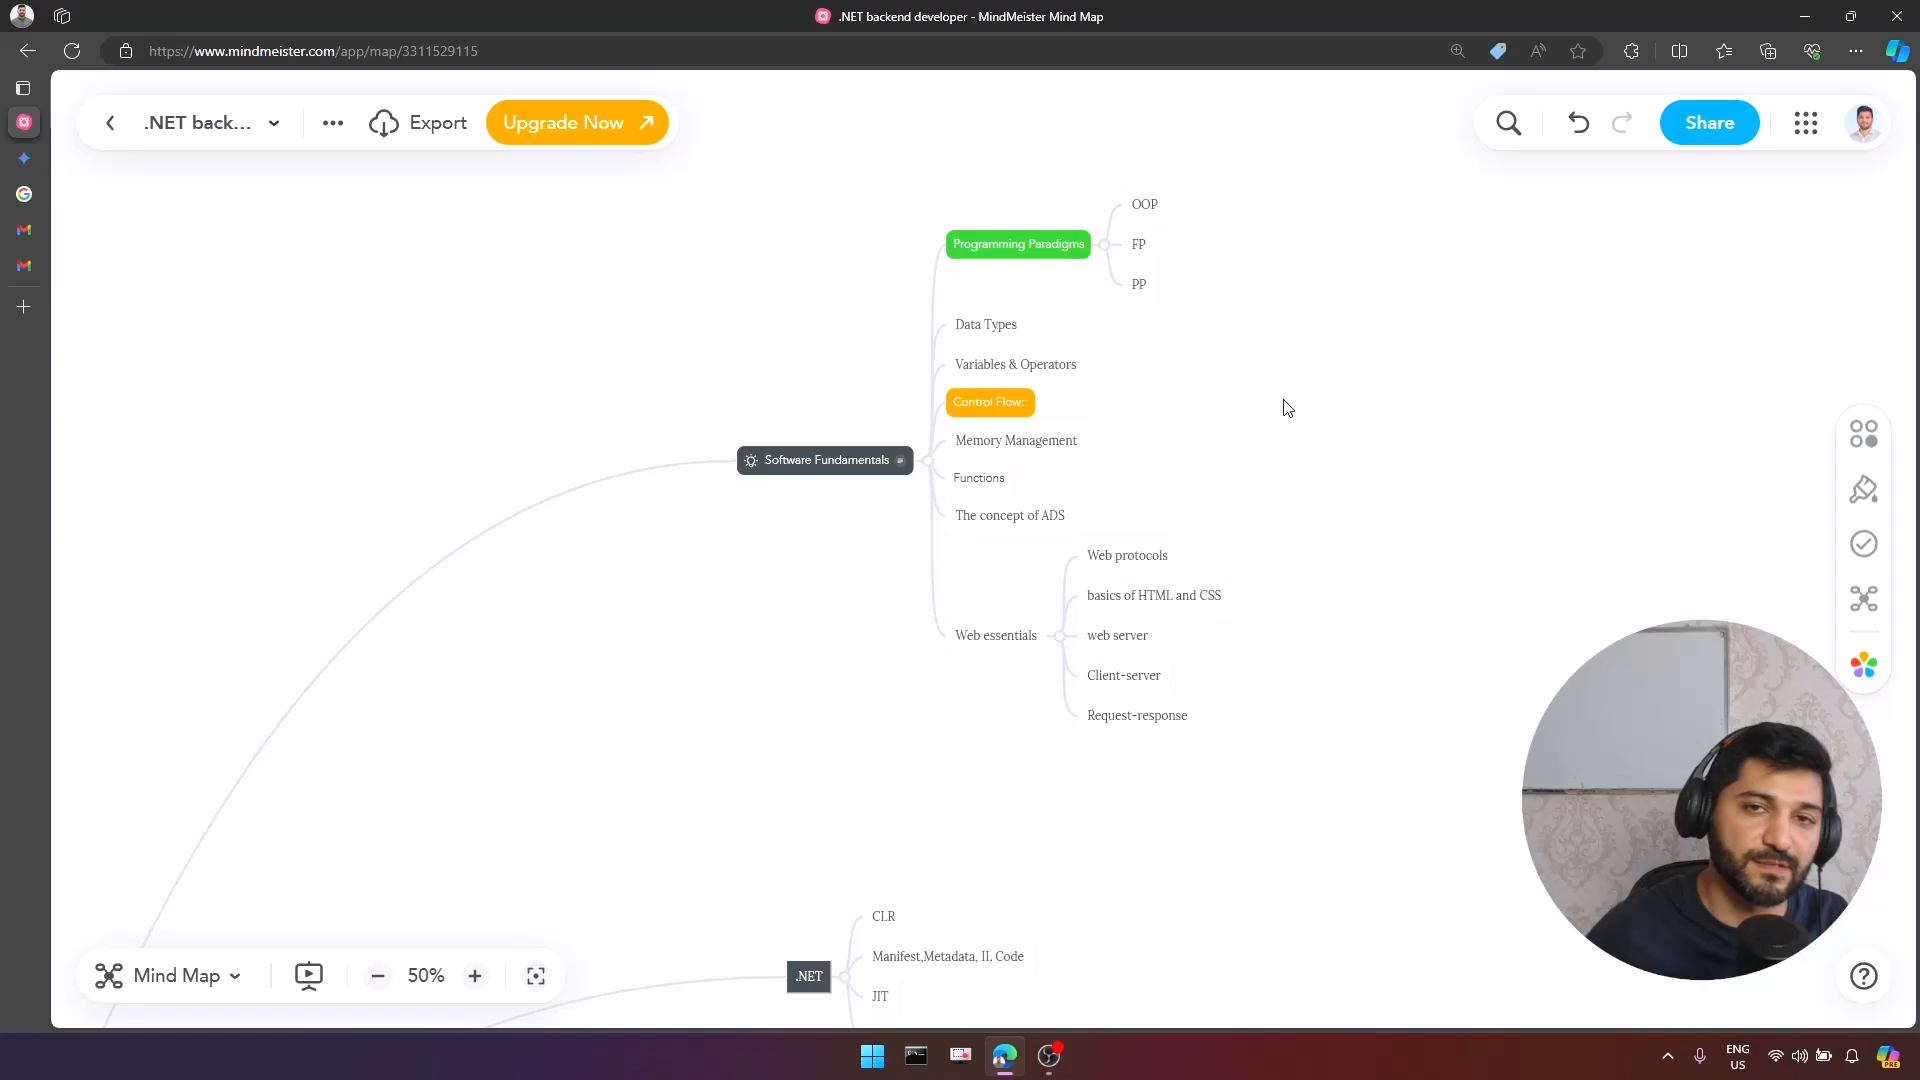 .NET backend developer - MindMeister Mind Map
https://www.mindmeister.com/app/map/3311529115
.NET back...
Export
Upgrade Now
Share
OOP
Programming Paradigms
FP
PP
Data Types
Variables & Operators
Control Flow::
Memory Management
Software Fundamentals
Functions
The concept of ADS
Web protocols
basics of HTML and CSS
Web essentials
web server
Client-server
Request-response
CLR
Manifest,Metadata, IL Code
.NET
JIT
Mind Map
50%
ENG
US
PRE